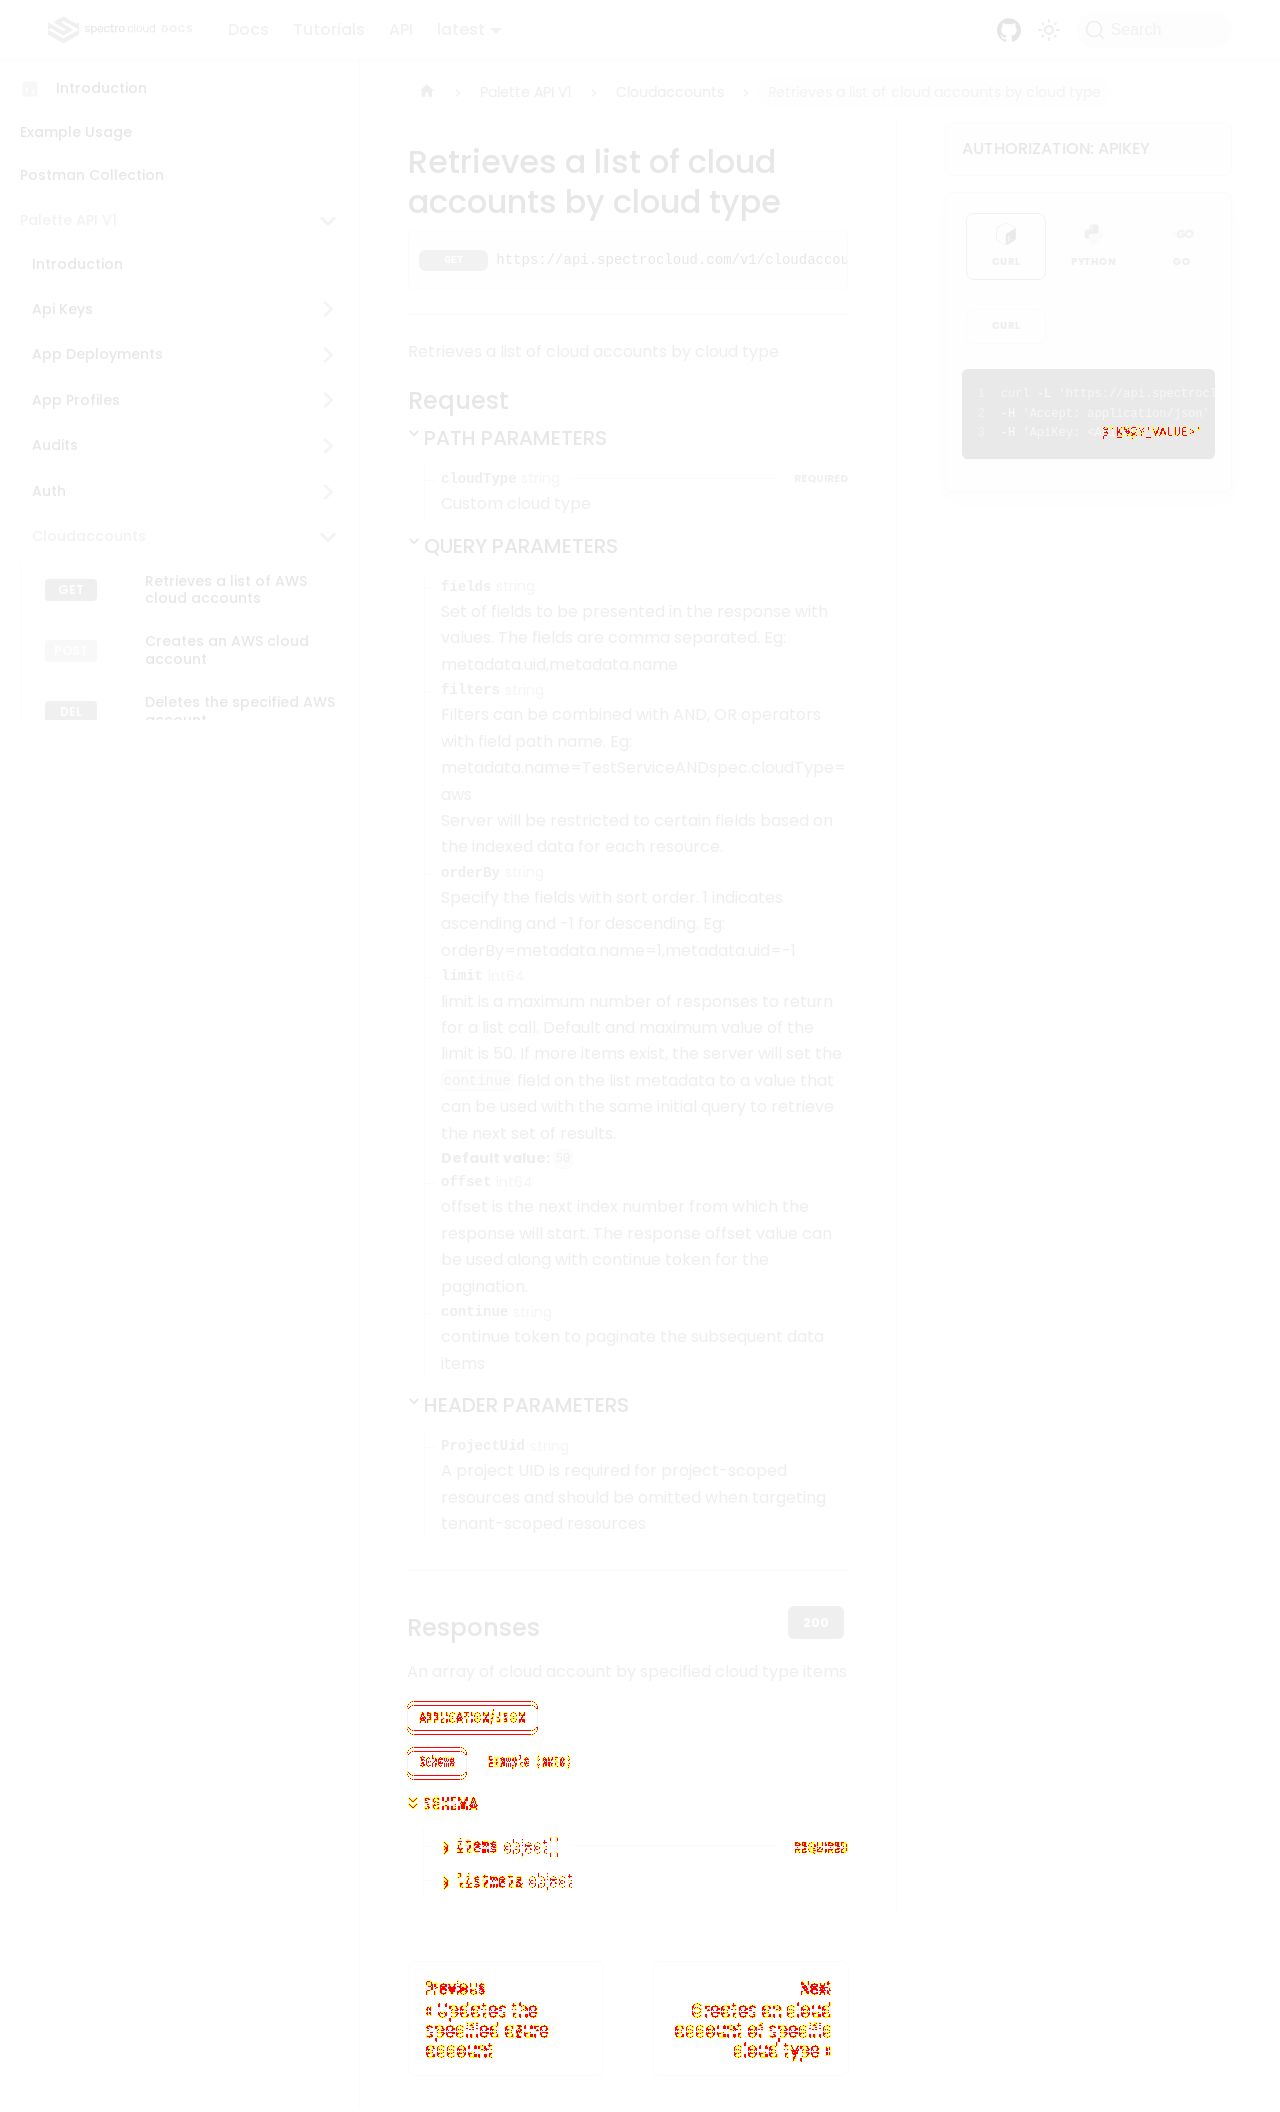 spectro cloud DOCS
Docs
Tutorials
API
latest
Search
Introduction
Example Usage
Postman Collection
Palette API V1
Introduction
Api Keys
App Deployments
App Profiles
Audits
Auth
Cloudaccounts
GET Retrieves a list of AWS
cloud accounts
POST Creates an AWS cloud
account
DEL Deletes the specified AWS
account
Palette API V1 > Cloudaccounts > Retrieves a list of cloud accounts by cloud type
Retrieves a list of cloud
accounts by cloud type
GET https://api.spectrocloud.com/v1/cloudaccou
Retrieves a list of cloud accounts by cloud type
Request
PATH PARAMETERS
cloudType string REQUIRED
Custom cloud type
QUERY PARAMETERS
fields string
Set of fields to be presented in the response with
values. The fields are comma separated. Eg:
metadata.uid,metadata.name
filters string
Filters can be combined with AND, OR operators
with field path name. Eg:
metadata.name=TestServiceANDspec.cloudType=
aws
Server will be restricted to certain fields based on
the indexed data for each resource.
orderBy string
Specify the fields with sort order. 1 indicates
ascending and -1 for descending. Eg:
orderBy=metadata.name=1,metadata.uid=-1
limit int64
limit is a maximum number of responses to return
for a list call. Default and maximum value of the
limit is 50. If more items exist, the server will set the
continue field on the list metadata to a value that
can be used with the same initial query to retrieve
the next set of results.
Default value: 50
offset int64
offset is the next index number from which the
response will start. The response offset value can
be used along with continue token for the
pagination.
continue string
continue token to paginate the subsequent data
items
HEADER PARAMETERS
ProjectUid string
A project UID is required for project-scoped
resources and should be omitted when targeting
tenant-scoped resources
Responses
200
An array of cloud account by specified cloud type items
APPLICATION/JSON
Schema
Example (auto)
SCHEMA
items object[] REQUIRED
listmeta object
Previous
« Updates the
specified azure
account
Next
Creates an cloud
account of specific
cloud type »
AUTHORIZATION: APIKEY
CURL
PYTHON
GO
GO
CURL
1 curl -L 'https://api.spectrocl
2 -H 'Accept: application/json'
3 -H 'ApiKey: